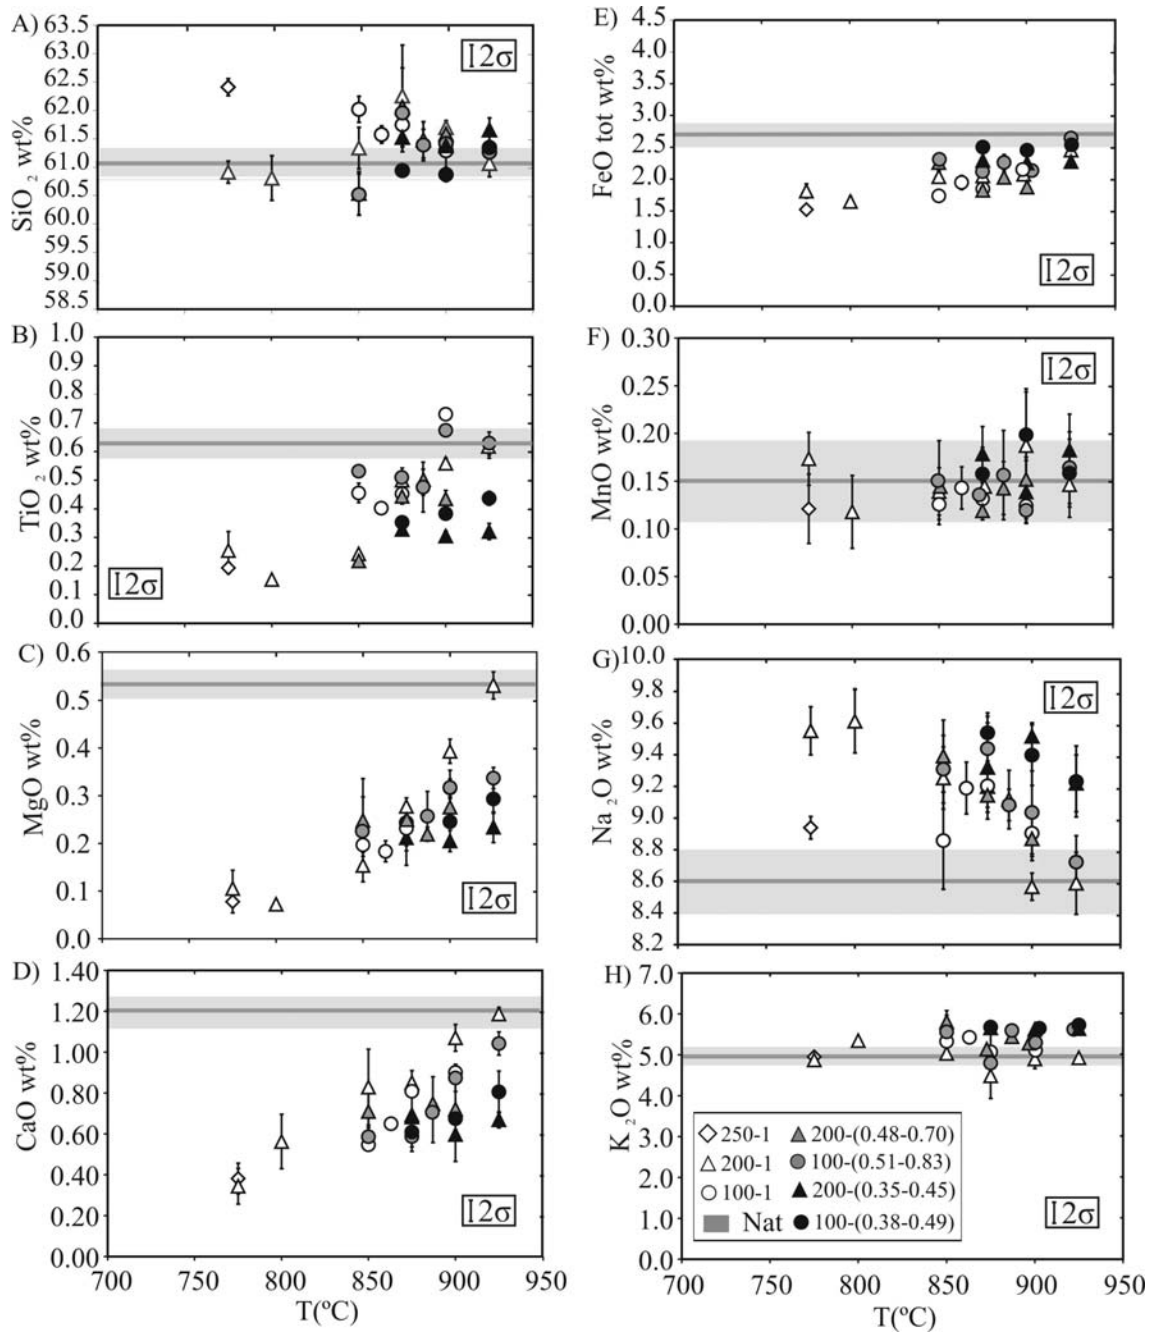 A)
63.5
63.0
62.5
62.0
61.5
61.0
60.5
60.0
59.5
59.0
58.5
SiO2 wt%
I2σ
E)
4.5
4.0
3.5
3.0
2.5
2.0
1.5
1.0
0.5
0.0
FeO tot wt%
700 750 800 850 900 950
I2σ
B)
1.0
0.9
0.8
0.7
0.6
0.5
0.4
0.3
0.2
0.1
0.0
TiO2 wt%
I2σ
F)
0.30
0.25
0.20
0.15
0.10
0.05
0.00
MnO wt%
I2σ
C)
0.6
0.5
0.4
0.3
0.2
0.1
0.0
MgO wt%
I2σ
G)
10.0
9.6
9.4
9.2
9.0
8.8
8.6
8.4
8.2
Na2O wt%
I2σ
D)
1.40
1.20
1.00
0.80
0.60
0.40
0.20
0.00
CaO wt%
I2σ
700 750 800 850 900 950
T(ºC)
H)
7.0
6.0
5.0
4.0
3.0
2.0
1.0
0.0
K2O wt%
250-1
200-(0.48-0.70)
200-1
100-(0.51-0.83)
100-1
200-(0.35-0.45)
Nat
100-(0.38-0.49)
I2σ
700 750 800 850 900 950
T(ºC)